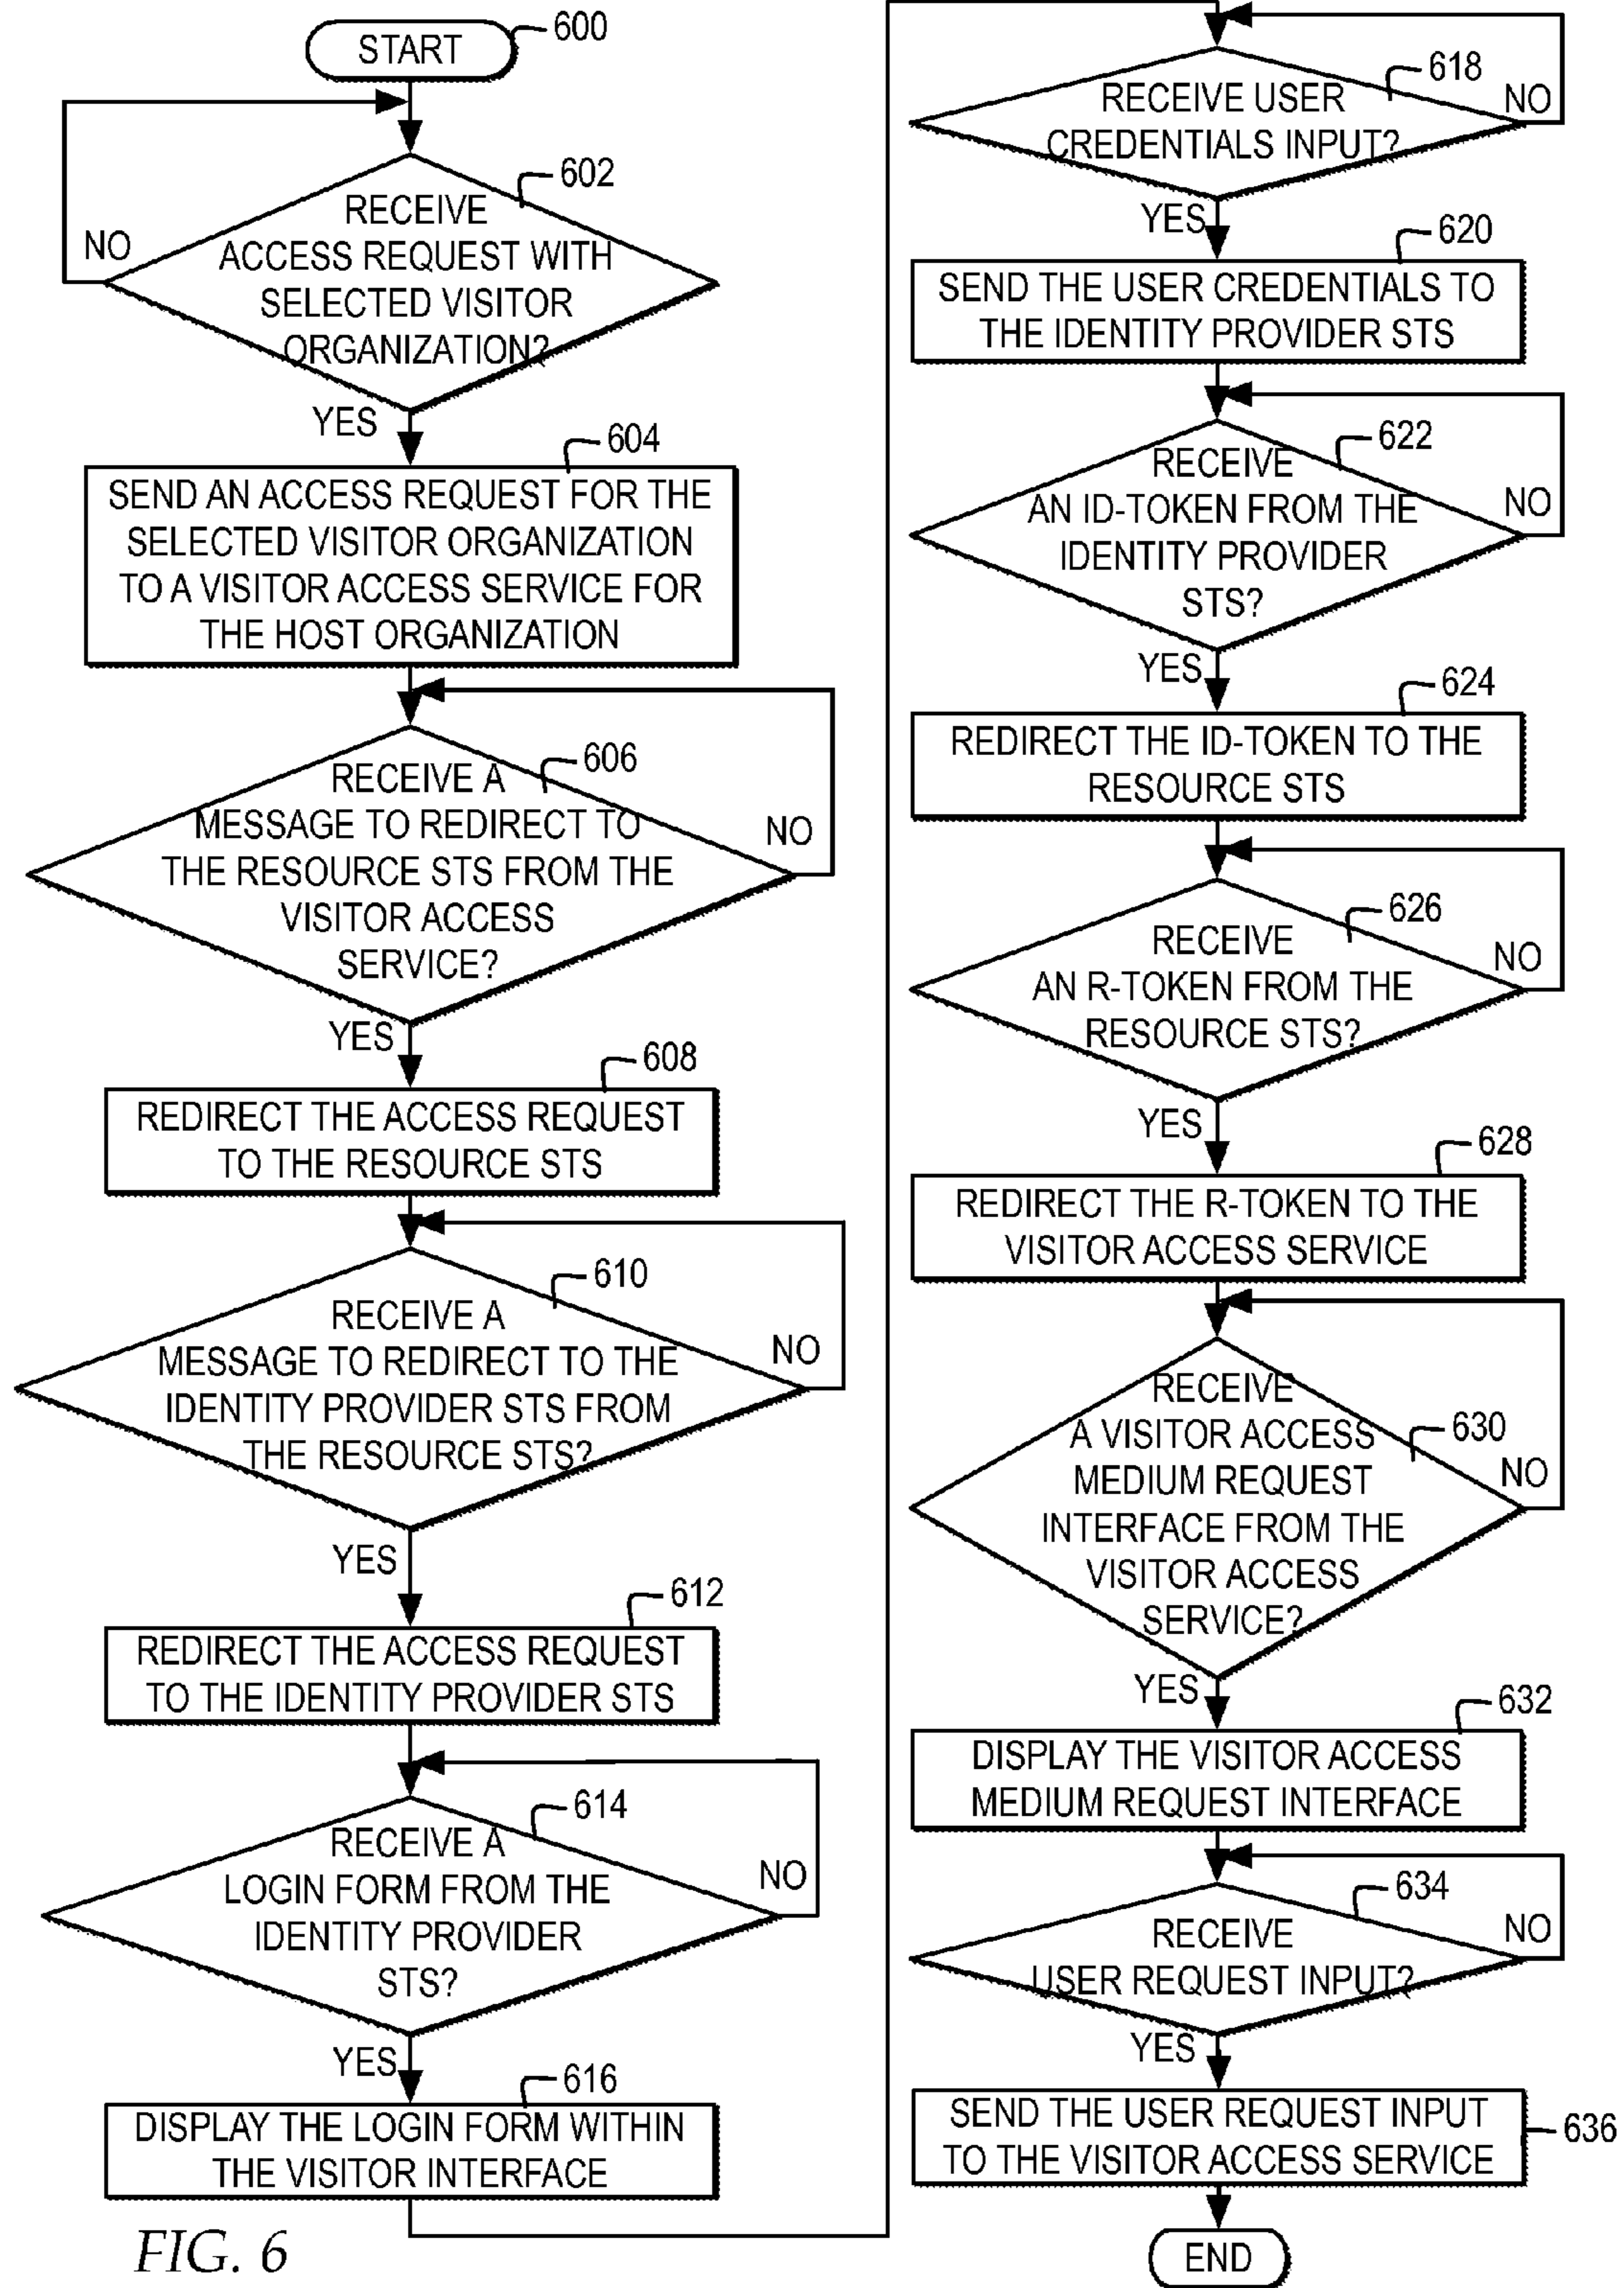 START
600
602
RECEIVE
ACCESS REQUEST WITH
SELECTED VISITOR
ORGANIZATION?
NO
YES
604
SEND AN ACCESS REQUEST FOR THE
SELECTED VISITOR ORGANIZATION
TO A VISITOR ACCESS SERVICE FOR
THE HOST ORGANIZATION
606
RECEIVE A
MESSAGE TO REDIRECT TO
THE RESOURCE STS FROM THE
VISITOR ACCESS
SERVICE?
NO
YES
608
REDIRECT THE ACCESS REQUEST
TO THE RESOURCE STS
610
RECEIVE A
MESSAGE TO REDIRECT TO THE
IDENTITY PROVIDER STS FROM
THE RESOURCE STS?
NO
YES
612
REDIRECT THE ACCESS REQUEST
TO THE IDENTITY PROVIDER STS
614
RECEIVE A
LOGIN FORM FROM THE
IDENTITY PROVIDER
STS?
NO
YES
616
DISPLAY THE LOGIN FORM WITHIN
THE VISITOR INTERFACE
618
RECEIVE USER
CREDENTIALS INPUT?
NO
YES
620
SEND THE USER CREDENTIALS TO
THE IDENTITY PROVIDER STS
622
RECEIVE
AN ID-TOKEN FROM THE
IDENTITY PROVIDER
STS?
NO
YES
624
REDIRECT THE ID-TOKEN TO THE
RESOURCE STS
626
RECEIVE
AN R-TOKEN FROM THE
RESOURCE STS?
NO
YES
628
REDIRECT THE R-TOKEN TO THE
VISITOR ACCESS SERVICE
630
RECEIVE
A VISITOR ACCESS
MEDIUM REQUEST
INTERFACE FROM THE
VISITOR ACCESS
SERVICE?
NO
YES
632
DISPLAY THE VISITOR ACCESS
MEDIUM REQUEST INTERFACE
634
RECEIVE
USER REQUEST INPUT?
NO
YES
SEND THE USER REQUEST INPUT
TO THE VISITOR ACCESS SERVICE
636
END
FIG. 6